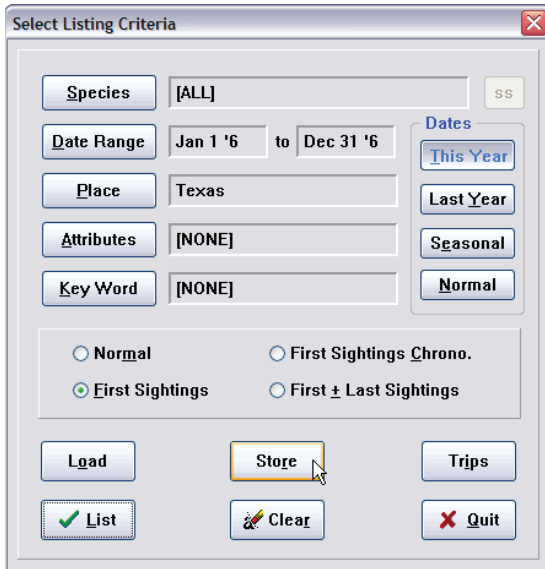 Select Listing Criteria
Species [ALL] ss
Date Range Jan 1 '6 to Dec 31 '6
Dates
This Year
Place Texas
Last Year
Attributes [NONE]
Seasonal
Key Word [NONE]
Normal
Normal First Sightings Chrono.
First Sightings First + Last Sightings
Load Store Trips
List Clear Quit